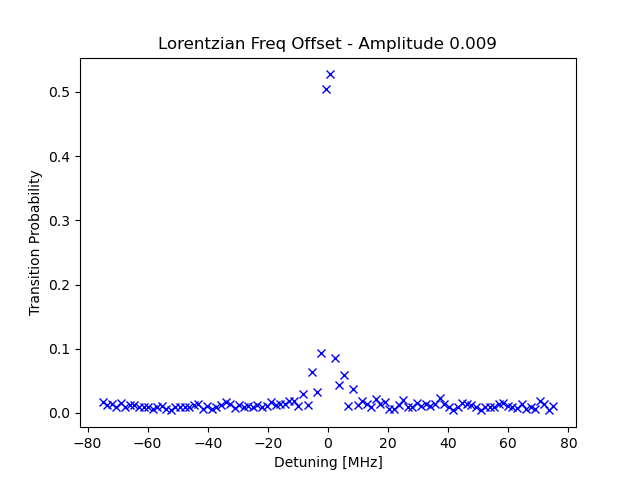 Lorentzian Freq Offset - Amplitude 0.009
Transition Probability
0.5
0.4
0.3
0.2
0.1
0.0
−80 −60 −40 −20 0 20 40 60 80
Detuning [MHz]